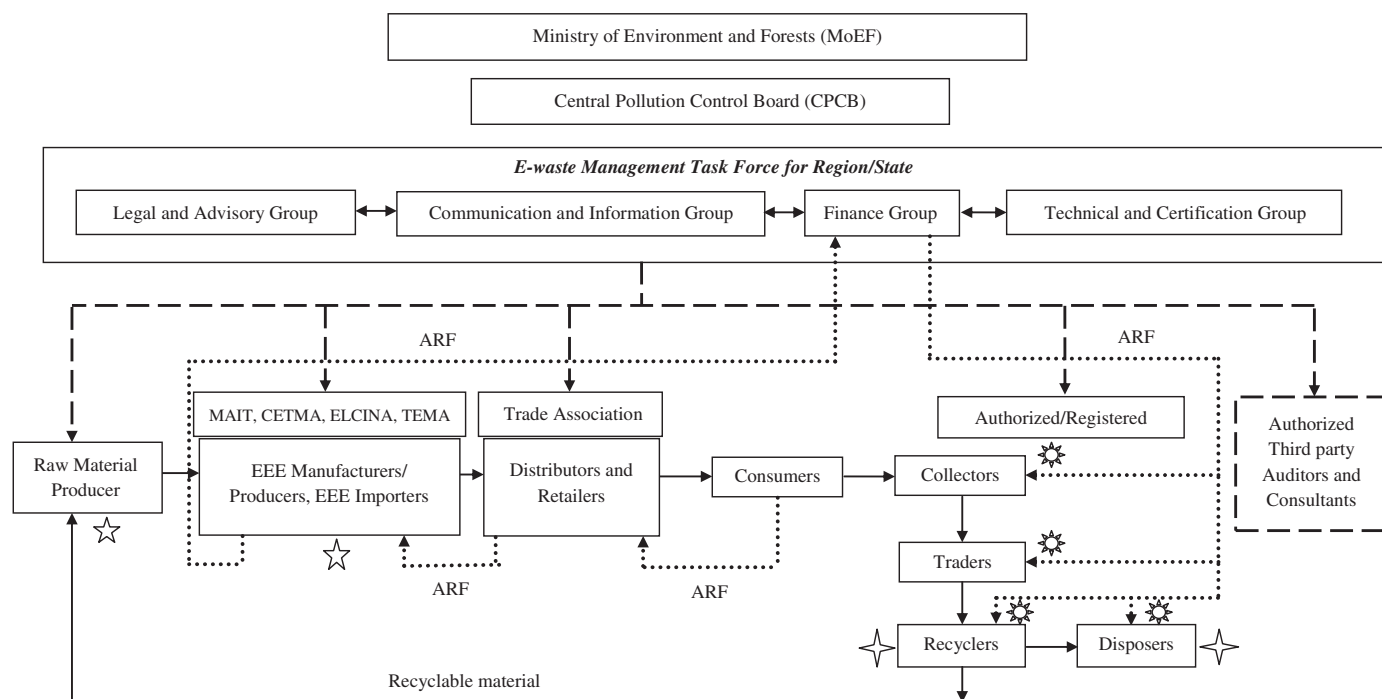 Ministry of Environment and Forests (MoEF)
Central Pollution Control Board (CPCB)
E-waste Management Task Force for Region/State
Legal and Advisory Group
Communication and Information Group
Finance Group
Technical and Certification Group
ARF
ARF
MAIT, CETMA, ELCINA, TEMA
Trade Association
Authorized/Registered
Authorized
Third party
Auditors and
Consultants
Raw Material
Producer
EEE Manufacturers/
Producers, EEE Importers
Distributors and
Retailers
Consumers
Collectors
Traders
ARF
ARF
Recyclers
Disposers
Recyclable material